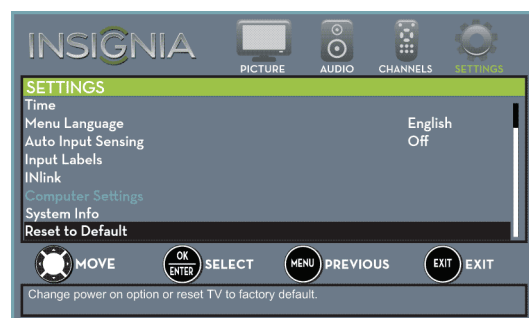 INSIGNIA
PICTURE AUDIO CHANNELS SETTINGS
SETTINGS
Time
Menu Language English
Auto Input Sensing Off
Input Labels
INlink
Computer Settings
System Info
Reset to Default
MOVE OK ENTER SELECT MENU PREVIOUS EXIT EXIT
Change power on option or reset TV to factory default.